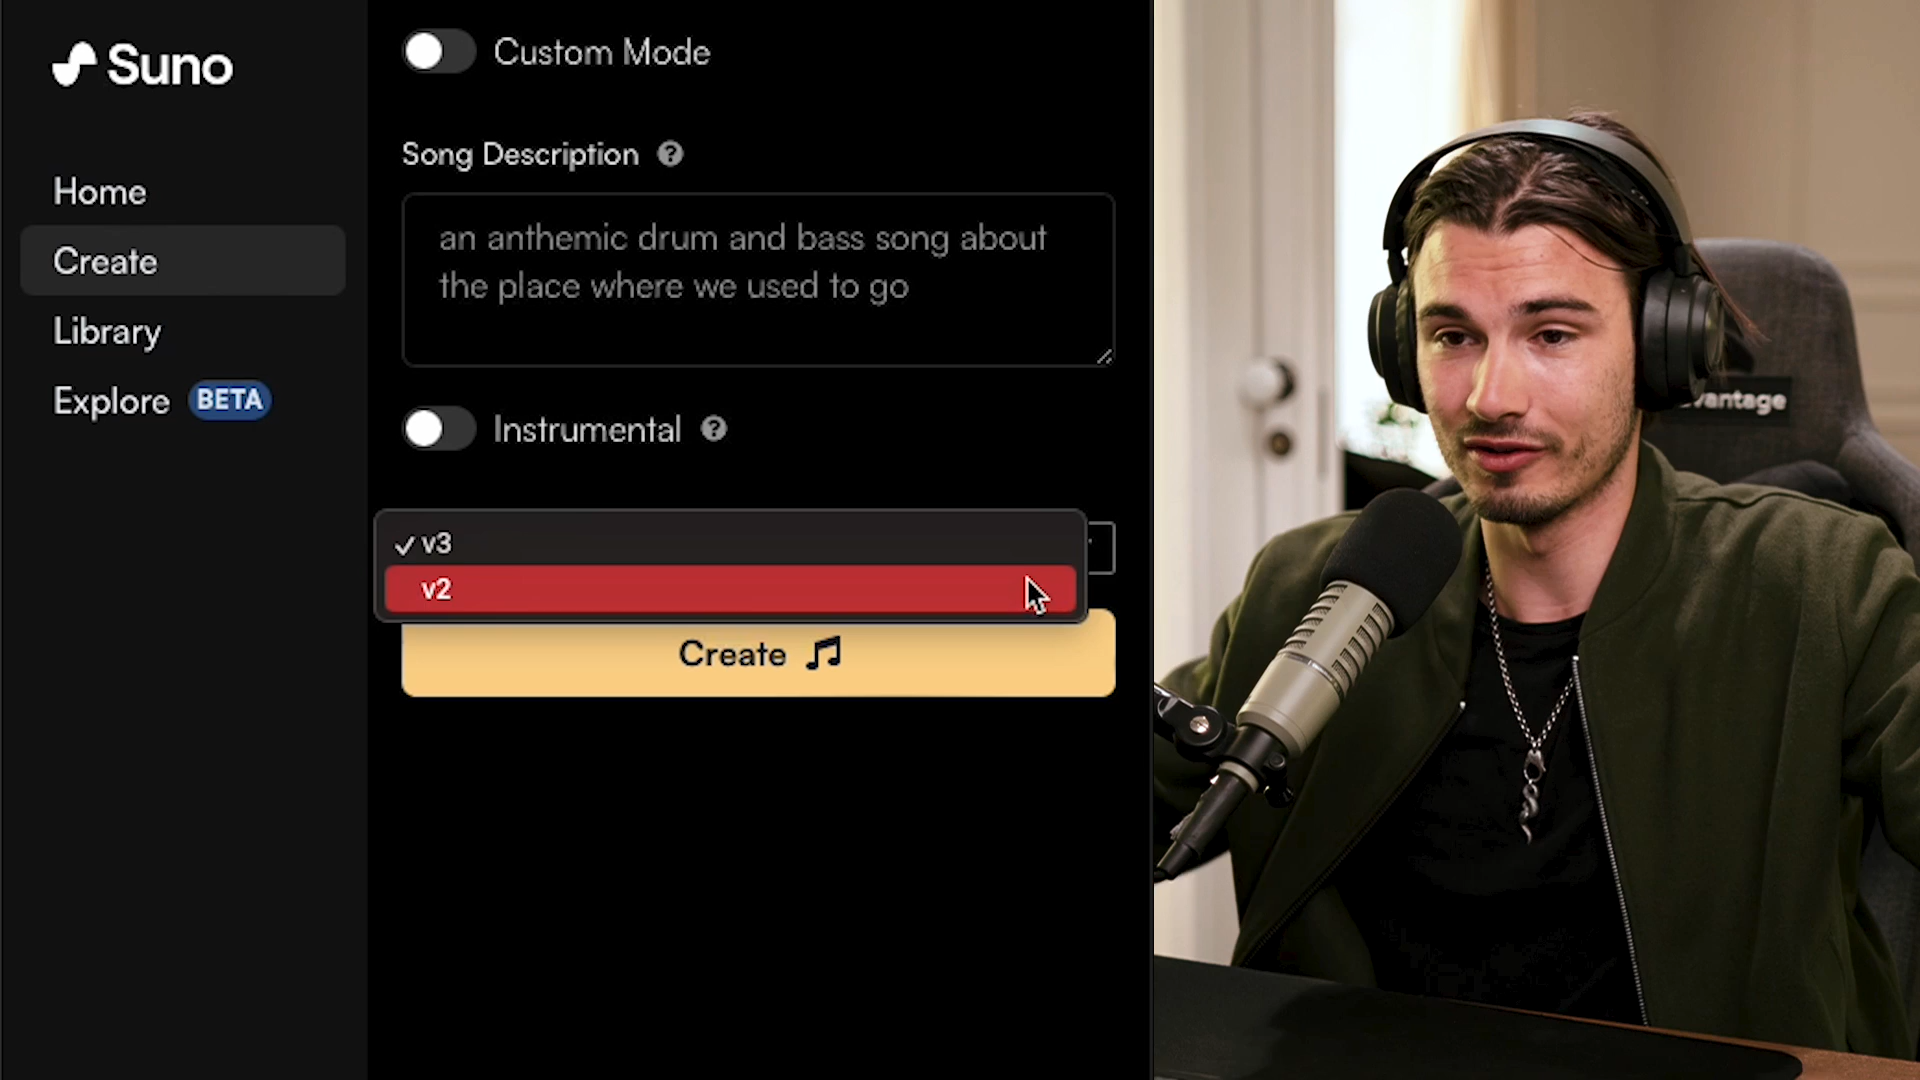 Suno
Home
Create
Library
Explore BETA
Custom Mode
Song Description ?
an anthemic drum and bass song about
the place where we used to go
Instrumental ?
✓ v3
v2
Create
vantage